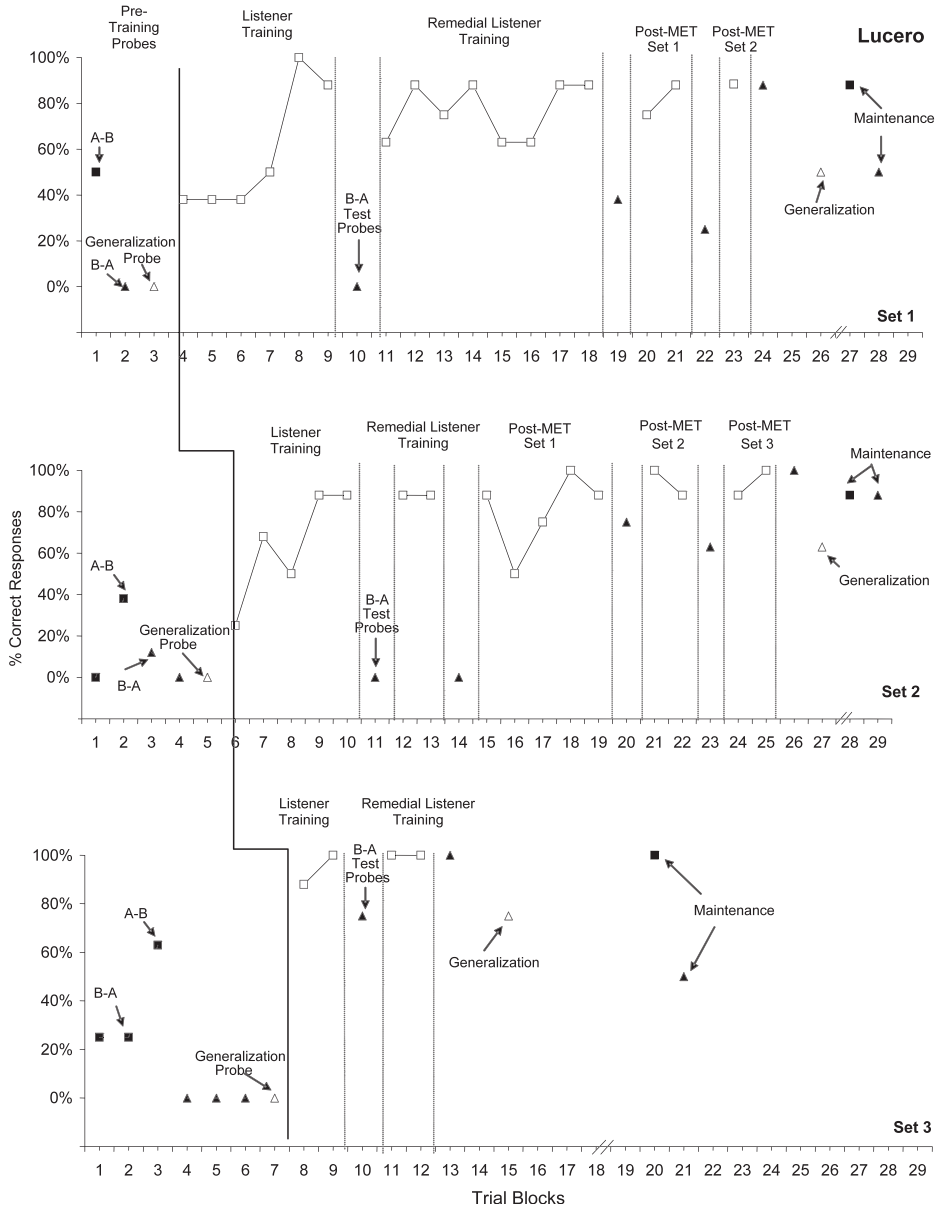 Pre-
Training
Probes
Listener
Training
Remedial Listener
Training
Post-MET
Set 1
Post-MET
Set 2
Lucero
100%
80%
60%
40%
20%
0%
A-B
B-A
Generalization
Probe
B-A
Test
Probes
Maintenance
Generalization
Set 1
1 2 3 4 5 6 7 8 9 10 11 12 13 14 15 16 17 18 19 20 21 22 23 24 25 26 27 28 29
Listener
Training
Remedial Listener
Training
Post-MET
Set 1
Post-MET
Set 2
Post-MET
Set 3
% Correct Responses
100%
80%
60%
40%
20%
0%
A-B
B-A
Generalization
Probe
B-A
Test
Probes
Maintenance
Generalization
Set 2
1 2 3 4 5 6 7 8 9 10 11 12 13 14 15 16 17 18 19 20 21 22 23 24 25 26 27 28 29
Listener
Training
Remedial Listener
Training
100%
80%
60%
40%
20%
0%
A-B
B-A
Generalization
Probe
B-A
Test
Probes
Generalization
Maintenance
Set 3
1 2 3 4 5 6 7 8 9 10 11 12 13 14 15 16 17 18 19 20 21 22 23 24 25 26 27 28 29
Trial Blocks